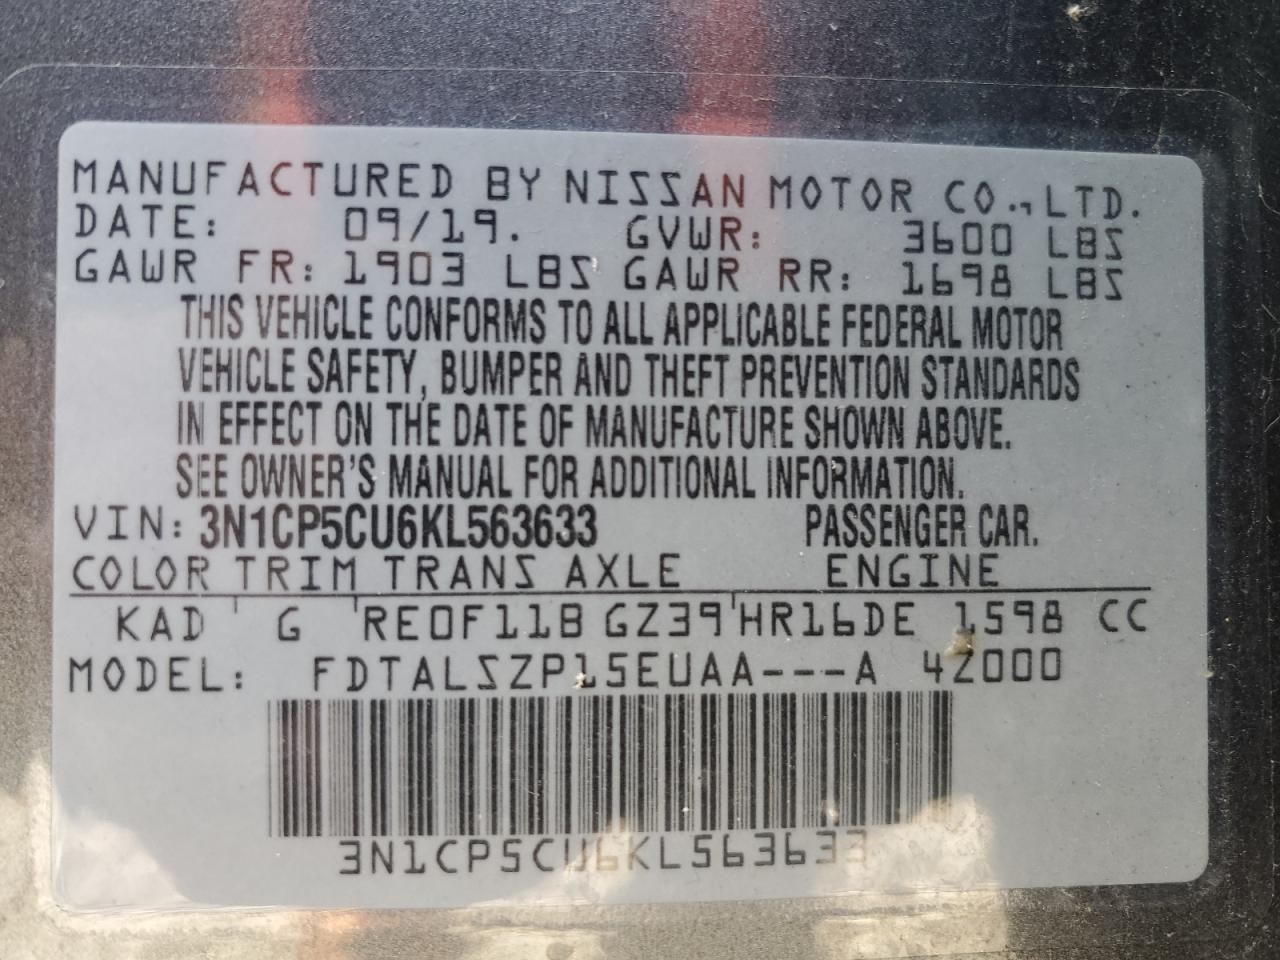 MANUFACTURED BY NISSAN MOTOR CO., LTD.
DATE: 09/19. GVWR: 3600 LBS
GAWR FR: 1903 LBS GAWR RR: 1698 LBS
THIS VEHICLE CONFORMS TO ALL APPLICABLE FEDERAL MOTOR
VEHICLE SAFETY, BUMPER AND THEFT PREVENTION STANDARDS
IN EFFECT ON THE DATE OF MANUFACTURE SHOWN ABOVE.
SEE OWNER'S MANUAL FOR ADDITIONAL INFORMATION.
VIN: 3N1CP5CU6KL563633 PASSENGER CAR.
COLOR TRIM TRANS AXLE ENGINE
KAD G RE0F11B GZ39 HR16DE 1598 CC
MODEL: FDTALSZP15EUAA---A 4Z000
3N1CP5CU6KL563633